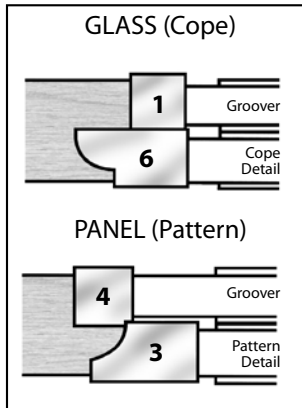 GLASS (Cope)
1
Groover
6
Cope
Detail
PANEL (Pattern)
4
Groover
3
Pattern
Detail